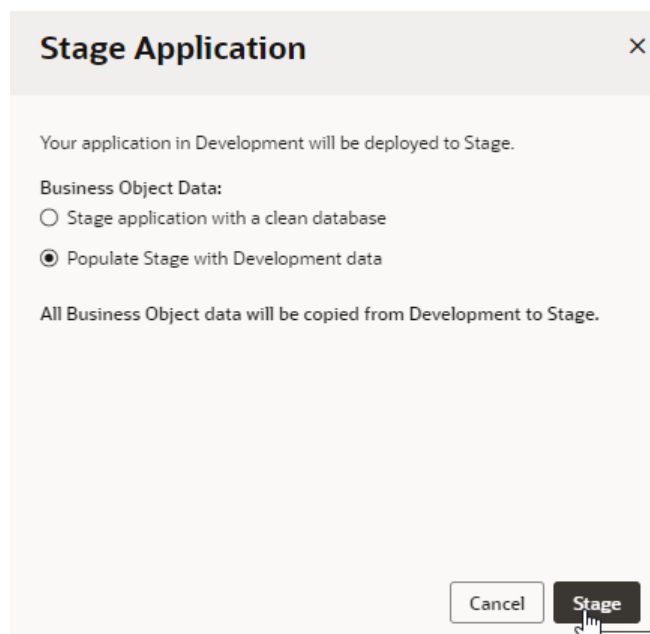 Stage Application
Your application in Development will be deployed to Stage.
Business Object Data:
Stage application with a clean database
Populate Stage with Development data
All Business Object data will be copied from Development to Stage.
Cancel Stage